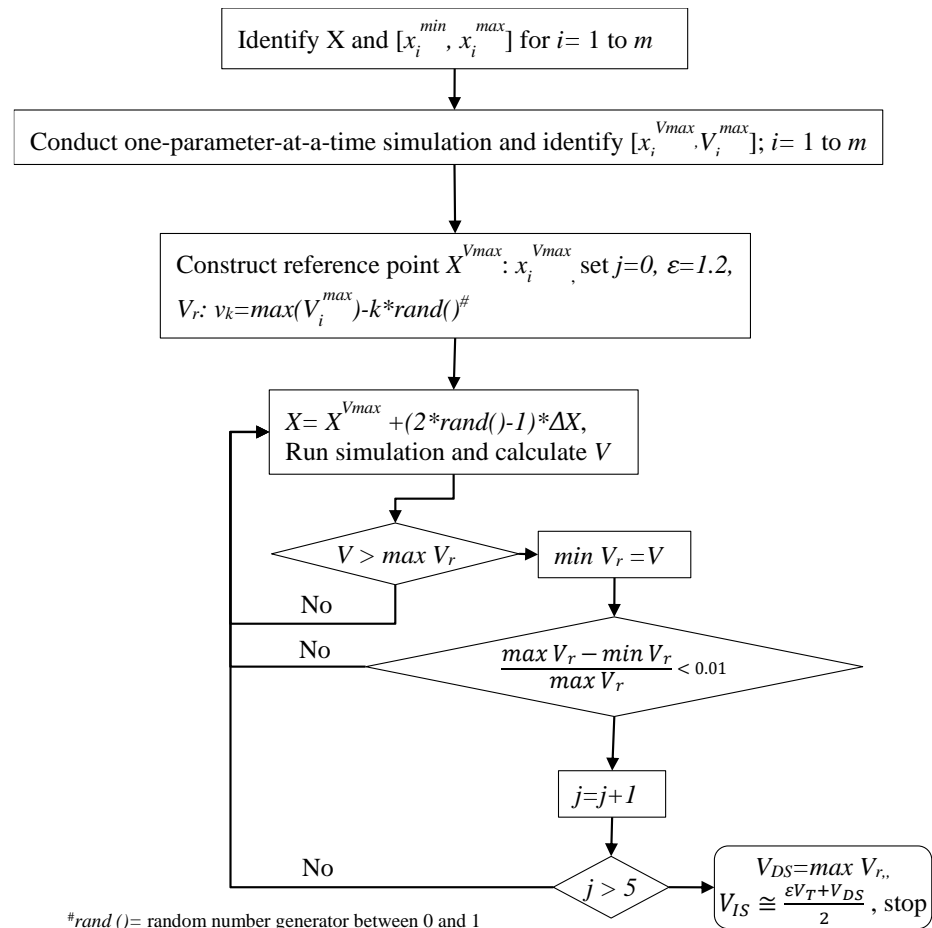 Identify X and [x_i^min, x_i^max] for i= 1 to m
Conduct one-parameter-at-a-time simulation and identify [x_i^Vmax, V_i^max]; i= 1 to m
Construct reference point X^Vmax: x_i^Vmax, set j=0, ε=1.2,
V_r: v_k=max(V_i^max)-k*rand()^#
X= X^Vmax +(2*rand()-1)*ΔX,
Run simulation and calculate V
V > max V_r
min V_r =V
No
No
(max V_r − min V_r)/(max V_r) < 0.01
j=j+1
No
j > 5
V_DS=max V_r,,
V_IS ≅ (εV_T+V_DS)/2 , stop
#rand ()= random number generator between 0 and 1